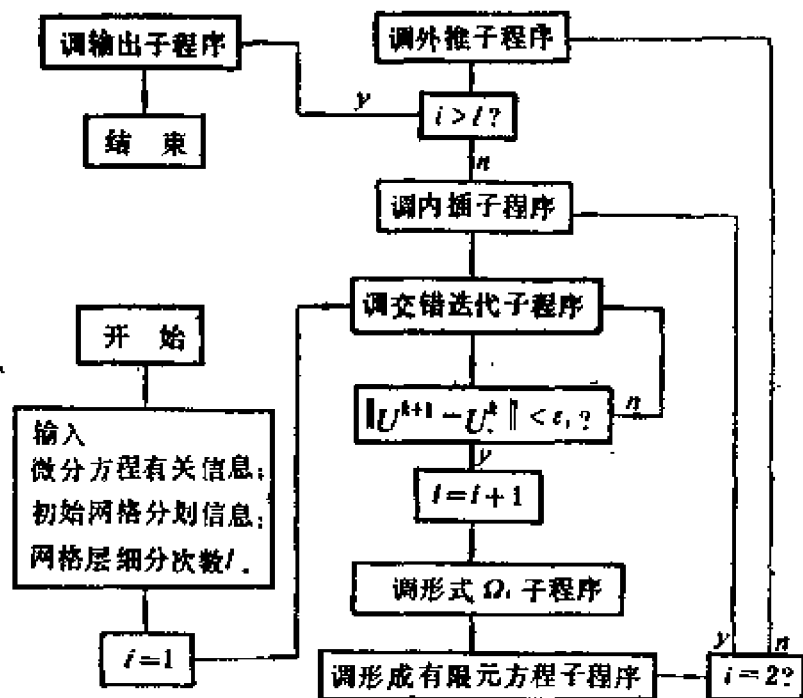 调输出子程序
调外推子程序
y
i > l ?
结 束
n
调内插子程序
调交错迭代子程序
开 始
‖U^{k+1} - U^k‖ < ε_i ?
n
输入
微分方程有关信息;
初始网格分划信息;
网格层细分次数l.
y
i = i + 1
调形式 Ω_i 子程序
i = 1
调形成有限元方程子程序
y
n
i = 2?